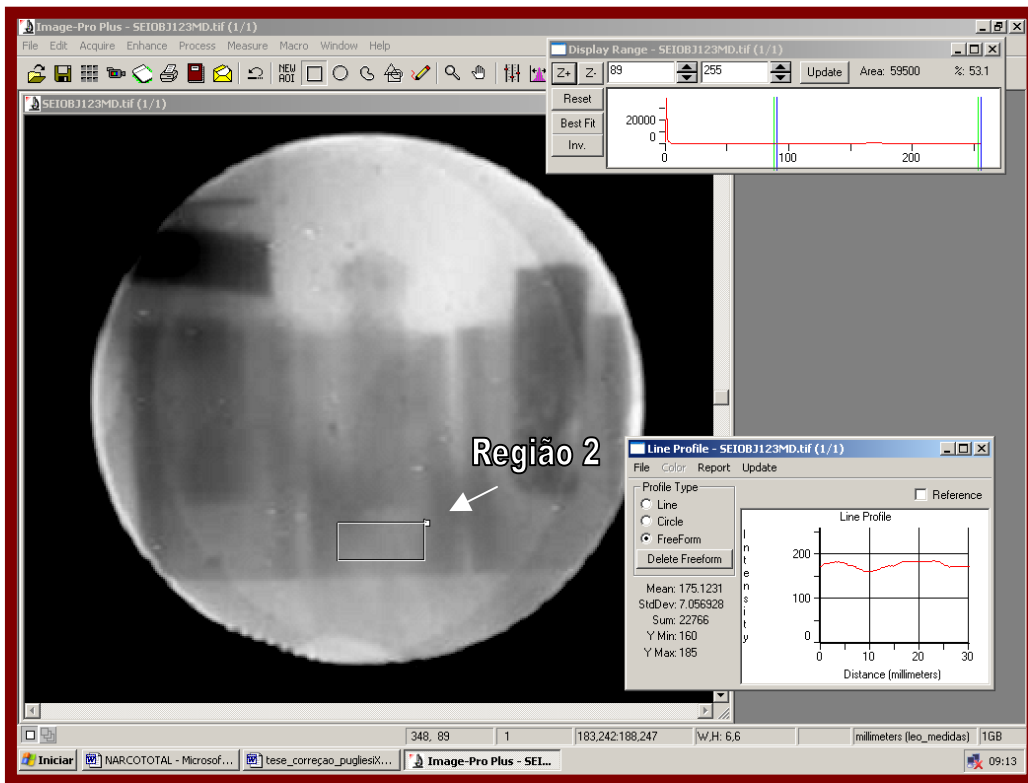 Image-Pro Plus - SEIOBJ123MD.tif (1/1)
File Edit Acquire Enhance Process Measure Macro Window Help
NEW AOI
Display Range - SEIOBJ123MD.tif (1/1)
Z+ Z- 89 255 Update Area: 59500 %: 53.1
Reset
Best Fit
Inv.
20000
0
0 100 200
SEIOBJ123MD.tif (1/1)
Região 2
Line Profile - SEIOBJ123MD.tif (1/1)
File Color Report Update
Profile Type
Line
Circle
FreeForm
Delete Freeform
Mean: 175.1231
StdDev: 7.056928
Sum: 22766
Y Min: 160
Y Max: 185
Reference
Line Profile
Intensity
200
100
0
0 10 20 30
Distance (millimeters)
348, 89 1 183,242:188,247 W,H: 6,6 millimeters (leo_medidas) 1GB
Iniciar NARCOTOTAL - Microsof... tese_correçao_pugliesiX... Image-Pro Plus - SEI... 09:13